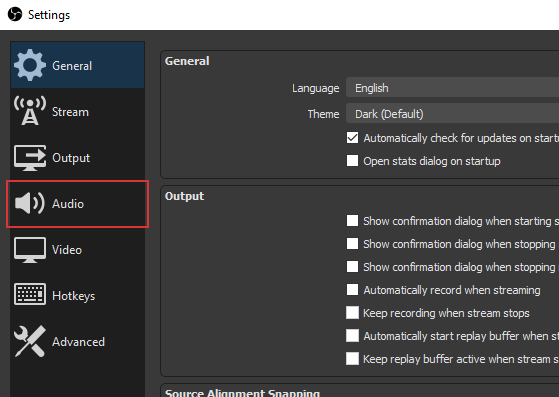 Settings
General
Stream
Output
Audio
Video
Hotkeys
Advanced
General
Language English
Theme Dark (Default)
Automatically check for updates on startu
Open stats dialog on startup
Output
Show confirmation dialog when starting s
Show confirmation dialog when stopping
Show confirmation dialog when stopping
Automatically record when streaming
Keep recording when stream stops
Automatically start replay buffer when st
Keep replay buffer active when stream s
Source Alignment Snapping